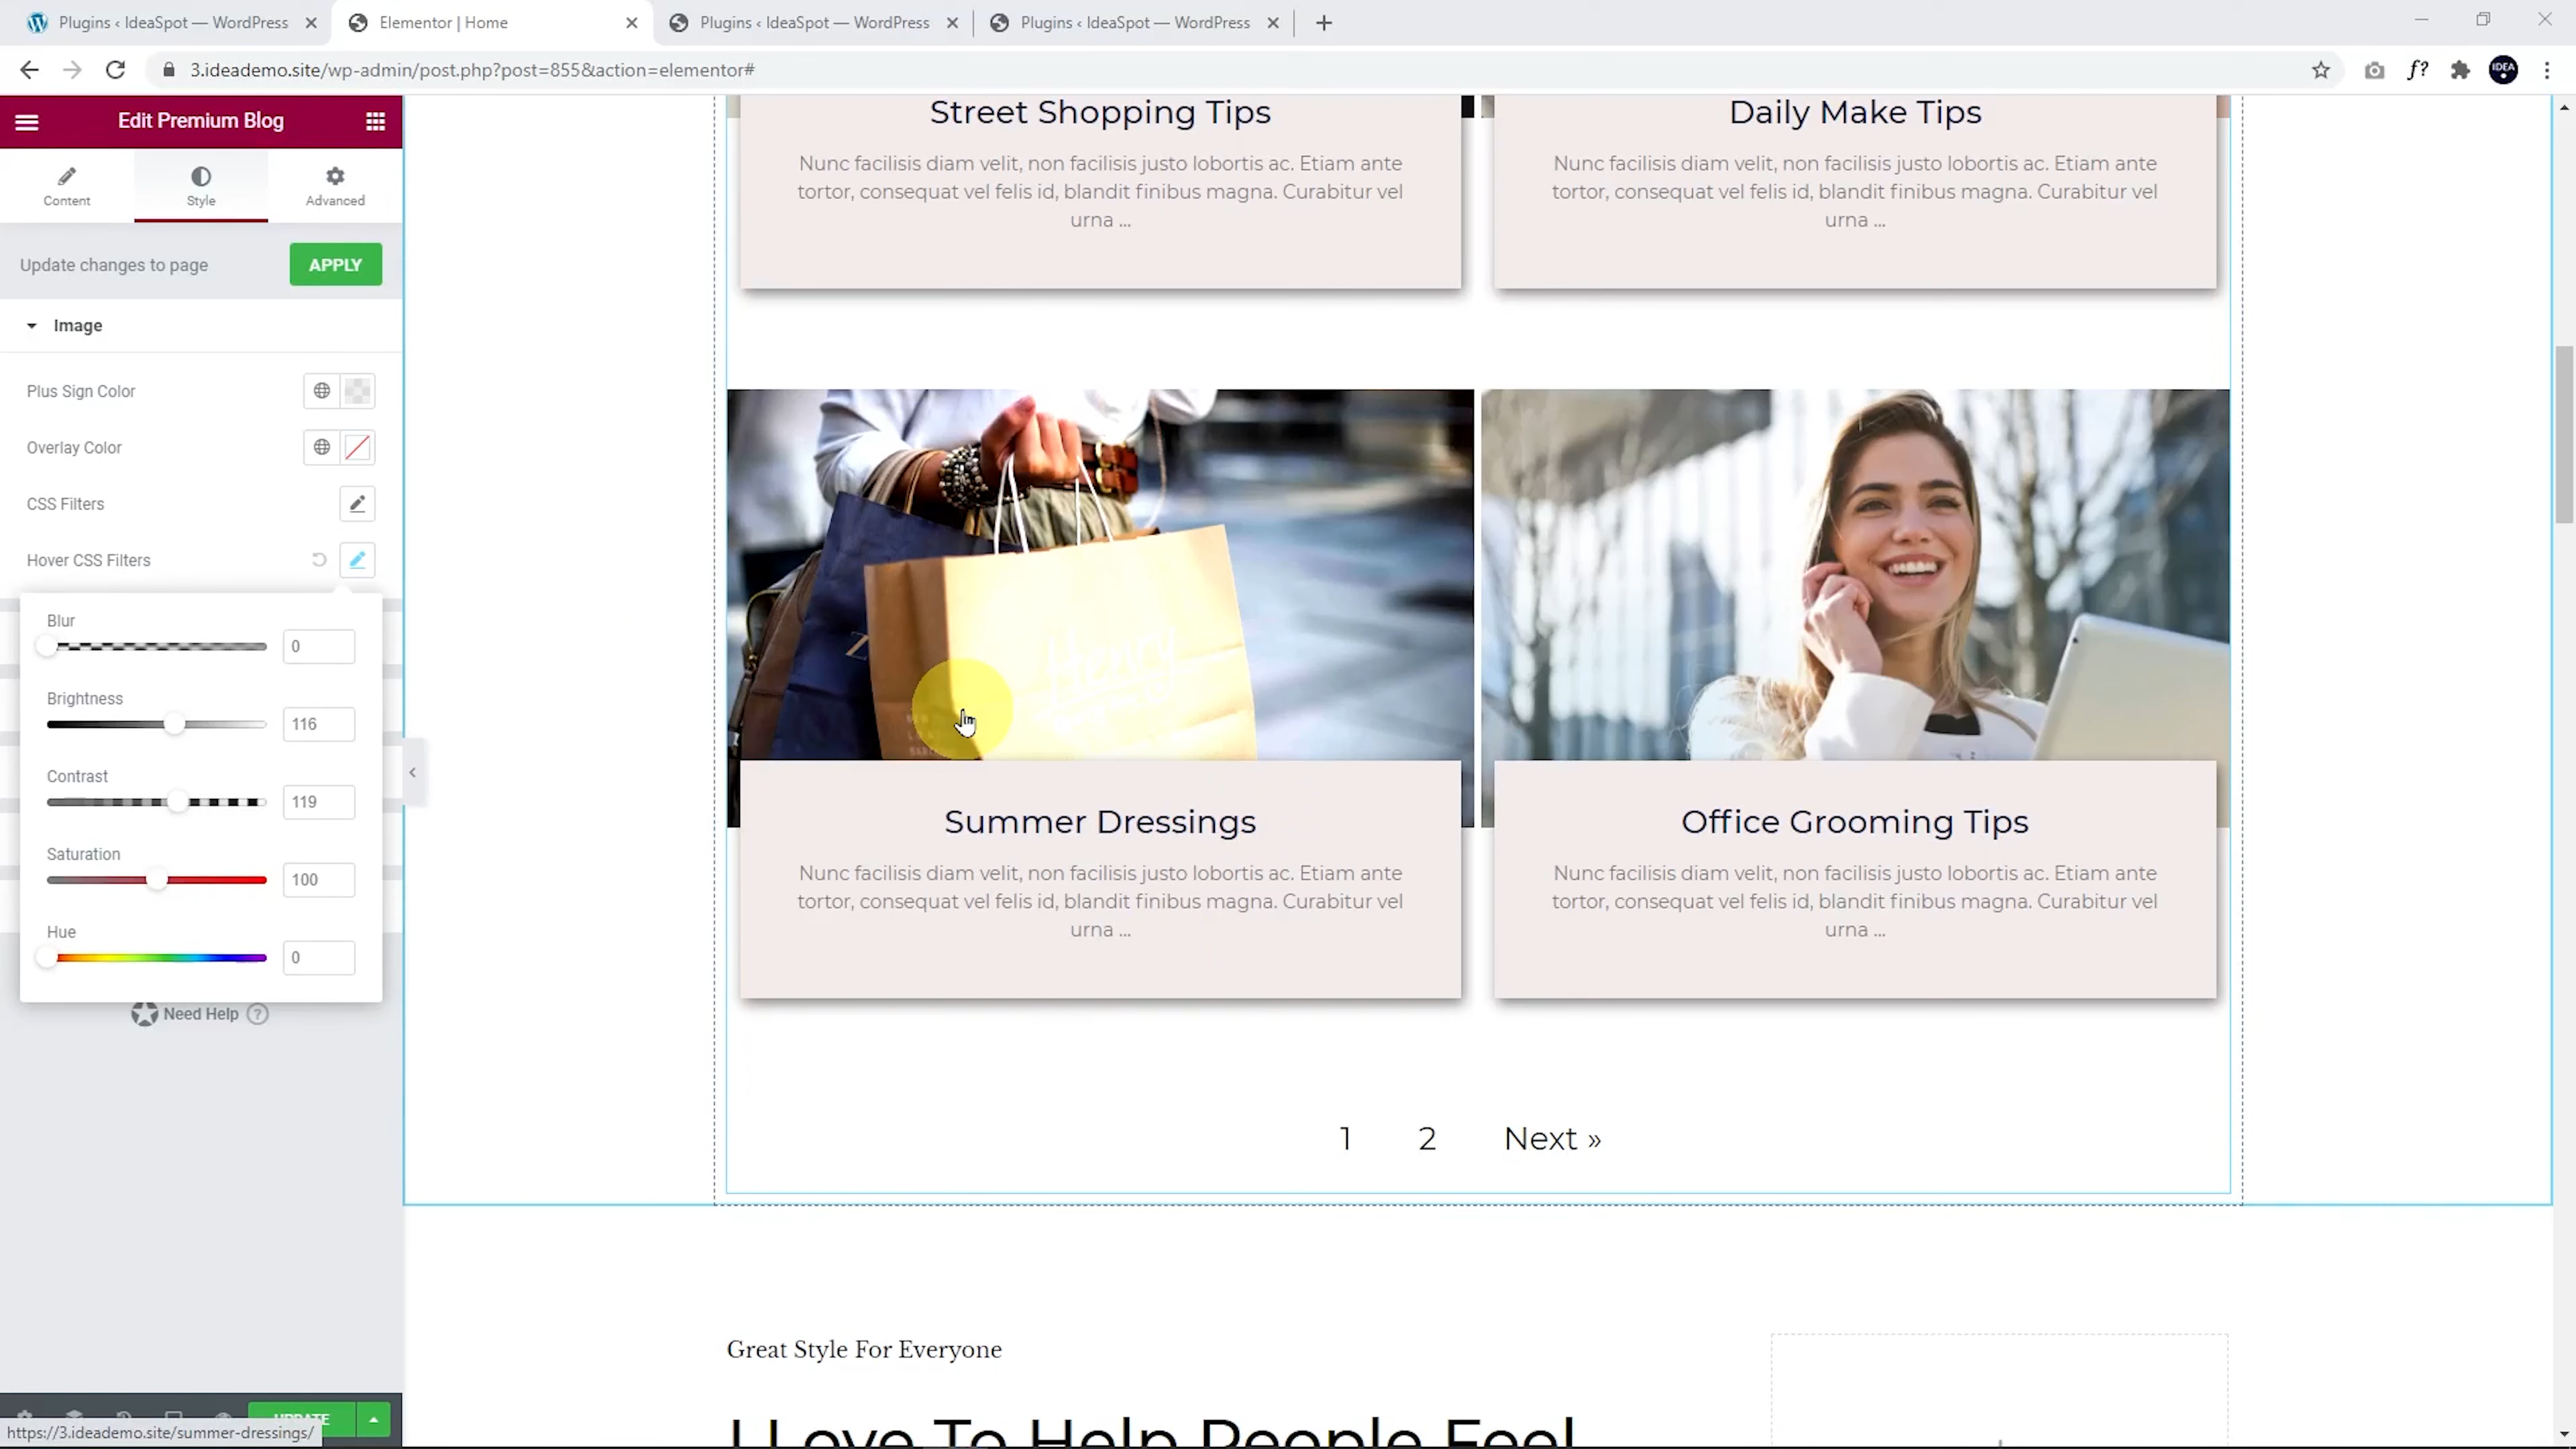 Plugins ‹ IdeaSpot — WordPress
Elementor | Home
Plugins ‹ IdeaSpot — WordPress
Plugins ‹ IdeaSpot — WordPress
3.ideademo.site/wp-admin/post.php?post=855&action=elementor#
f?
IDEA
Edit Premium Blog
Content
Style
Advanced
Update changes to page
APPLY
Image
Plus Sign Color
Overlay Color
CSS Filters
Hover CSS Filters
Blur
0
Brightness
116
Contrast
119
Saturation
100
Hue
0
Need Help ?
UPDATE
https://3.ideademo.site/summer-dressings/
Street Shopping Tips
Nunc facilisis diam velit, non facilisis justo lobortis ac. Etiam ante
tortor, consequat vel felis id, blandit finibus magna. Curabitur vel
urna ...
Daily Make Tips
Nunc facilisis diam velit, non facilisis justo lobortis ac. Etiam ante
tortor, consequat vel felis id, blandit finibus magna. Curabitur vel
urna ...
Henry
Summer Dressings
Nunc facilisis diam velit, non facilisis justo lobortis ac. Etiam ante
tortor, consequat vel felis id, blandit finibus magna. Curabitur vel
urna ...
Office Grooming Tips
Nunc facilisis diam velit, non facilisis justo lobortis ac. Etiam ante
tortor, consequat vel felis id, blandit finibus magna. Curabitur vel
urna ...
1 2 Next »
Great Style For Everyone
I Love To Help People Feel